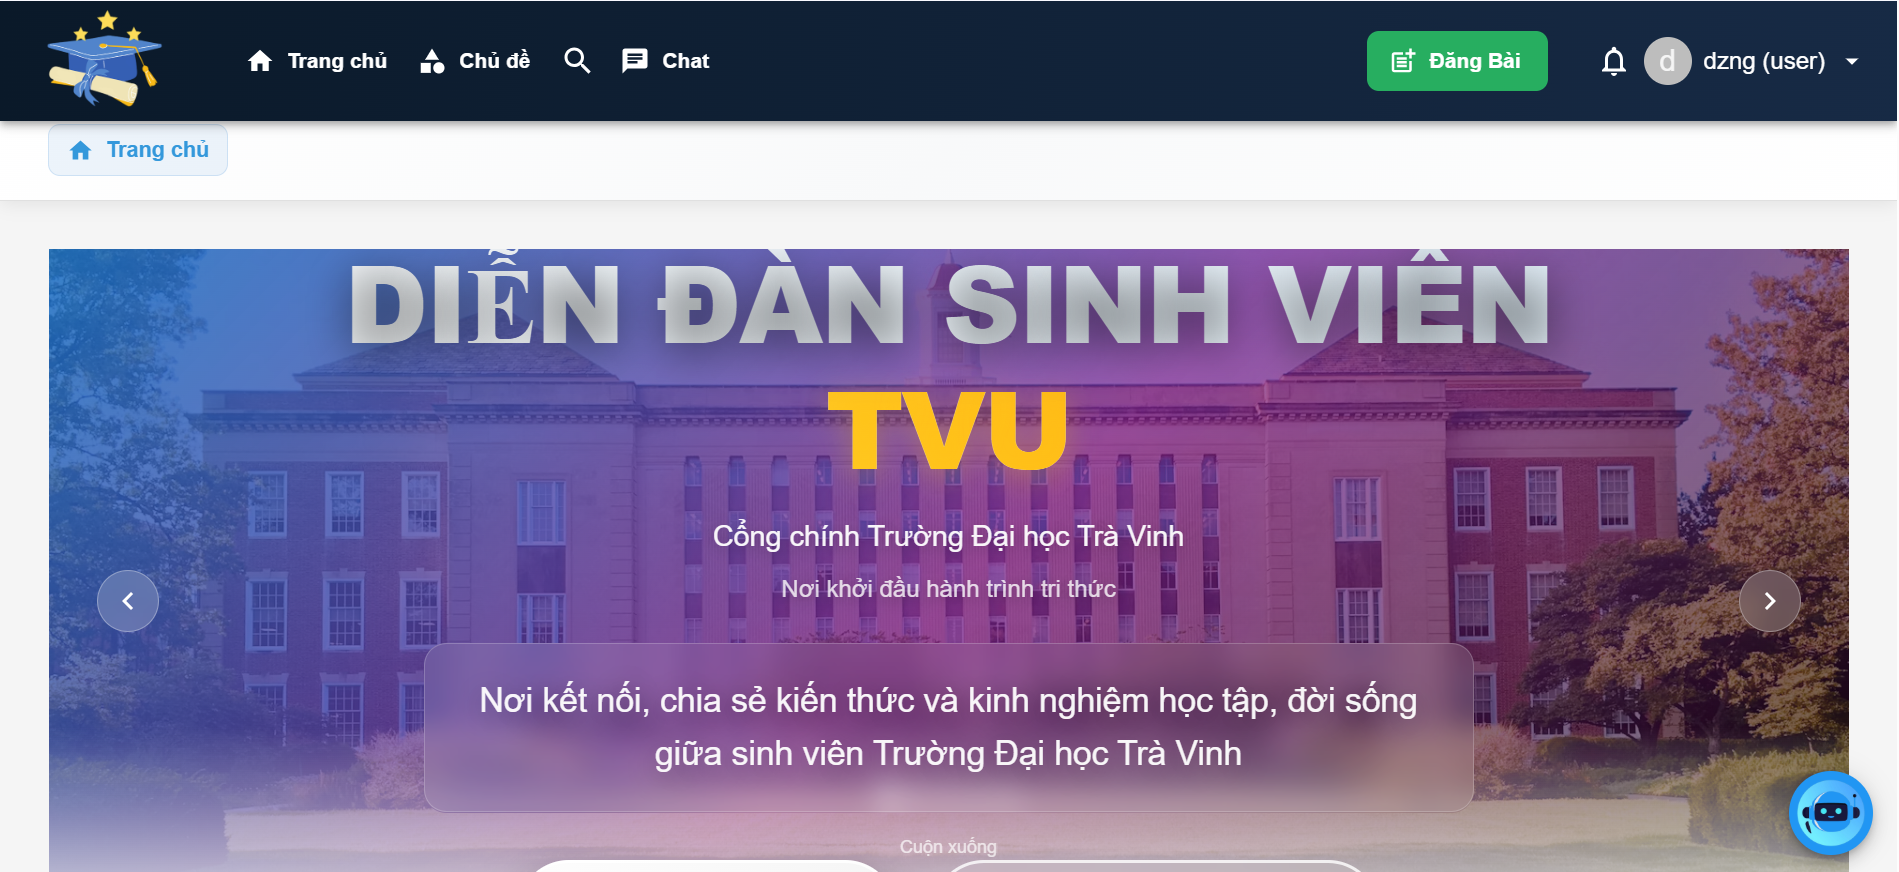 Trang chủ
Chủ đề
Chat
Đăng Bài
d
dzng (user)
Trang chủ
DIỄN ĐÀN SINH VIÊN
TVU
Cổng chính Trường Đại học Trà Vinh
Nơi khởi đầu hành trình tri thức
Nơi kết nối, chia sẻ kiến thức và kinh nghiệm học tập, đời sống
giữa sinh viên Trường Đại học Trà Vinh
Cuộn xuống